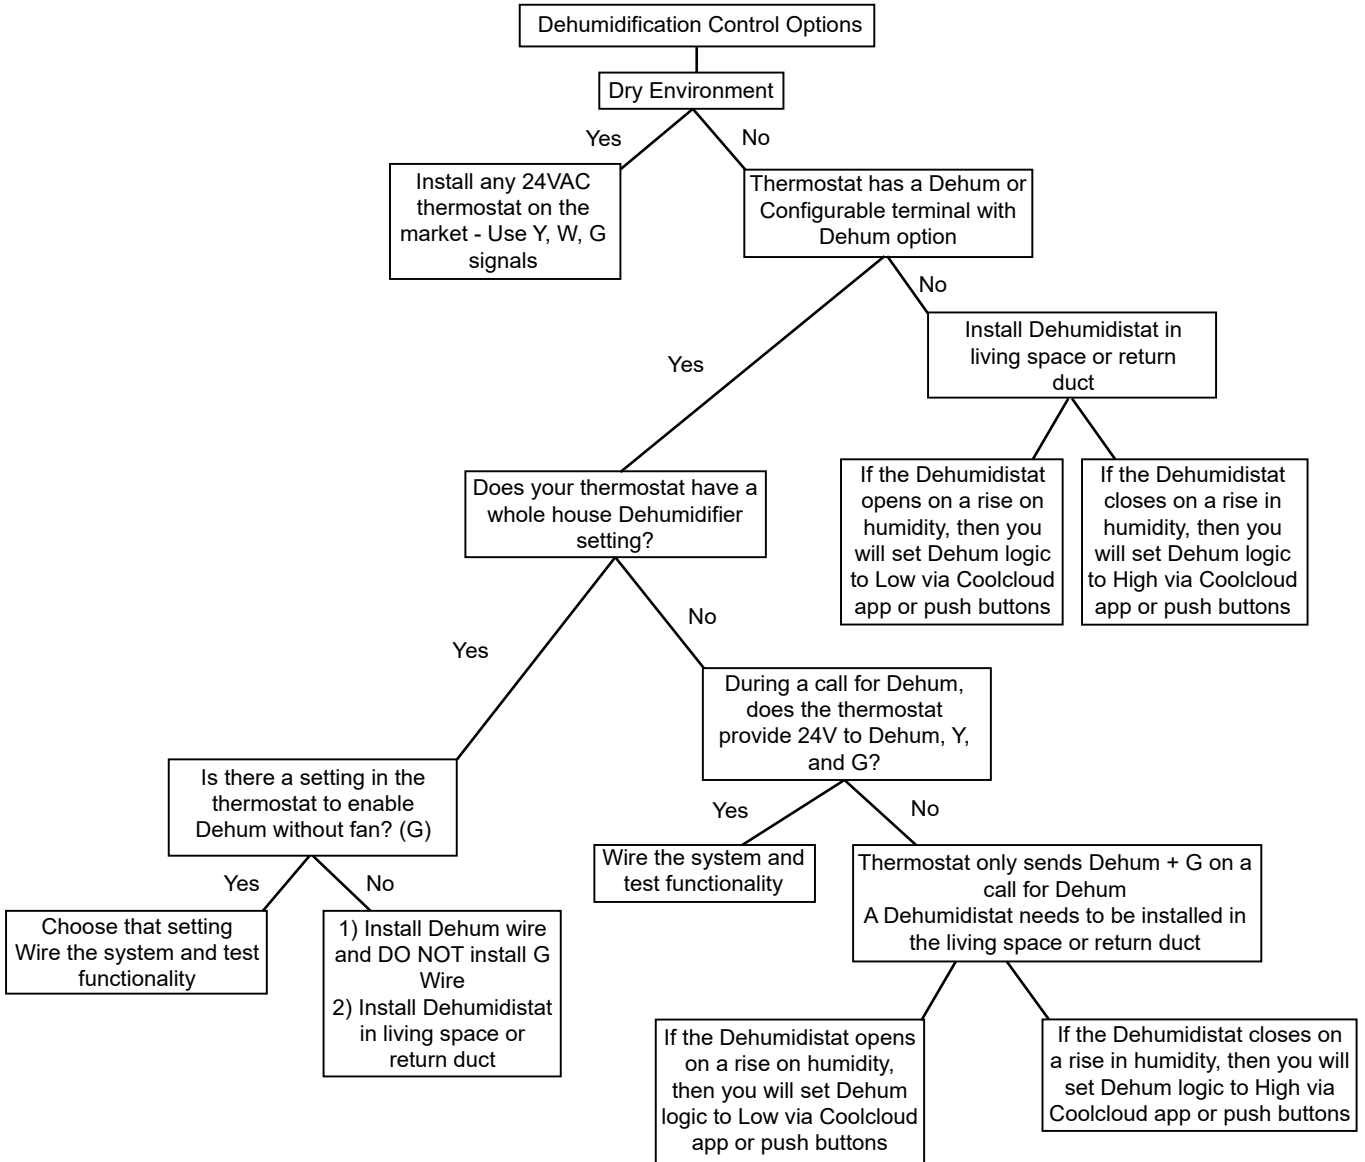 Dehumidification Control Options
Dry Environment
Yes
No
Install any 24VAC
thermostat on the
market - Use Y, W, G
signals
Thermostat has a Dehum or
Configurable terminal with
Dehum option
Yes
No
Install Dehumidistat in
living space or return
duct
If the Dehumidistat
opens on a rise on
humidity, then you
will set Dehum logic
to Low via Coolcloud
app or push buttons
If the Dehumidistat
closes on a rise in
humidity, then you
will set Dehum logic
to High via Coolcloud
app or push buttons
Does your thermostat have a
whole house Dehumidifier
setting?
Yes
No
During a call for Dehum,
does the thermostat
provide 24V to Dehum, Y,
and G?
Is there a setting in the
thermostat to enable
Dehum without fan? (G)
Yes
No
Yes
No
Wire the system and
test functionality
Thermostat only sends Dehum + G on a
call for Dehum
A Dehumidistat needs to be installed in
the living space or return duct
Choose that setting
Wire the system and test
functionality
1) Install Dehum wire
and DO NOT install G
Wire
2) Install Dehumidistat
in living space or
return duct
If the Dehumidistat opens
on a rise on humidity,
then you will set Dehum
logic to Low via Coolcloud
app or push buttons
If the Dehumidistat closes on
a rise in humidity, then you will
set Dehum logic to High via
Coolcloud app or push buttons